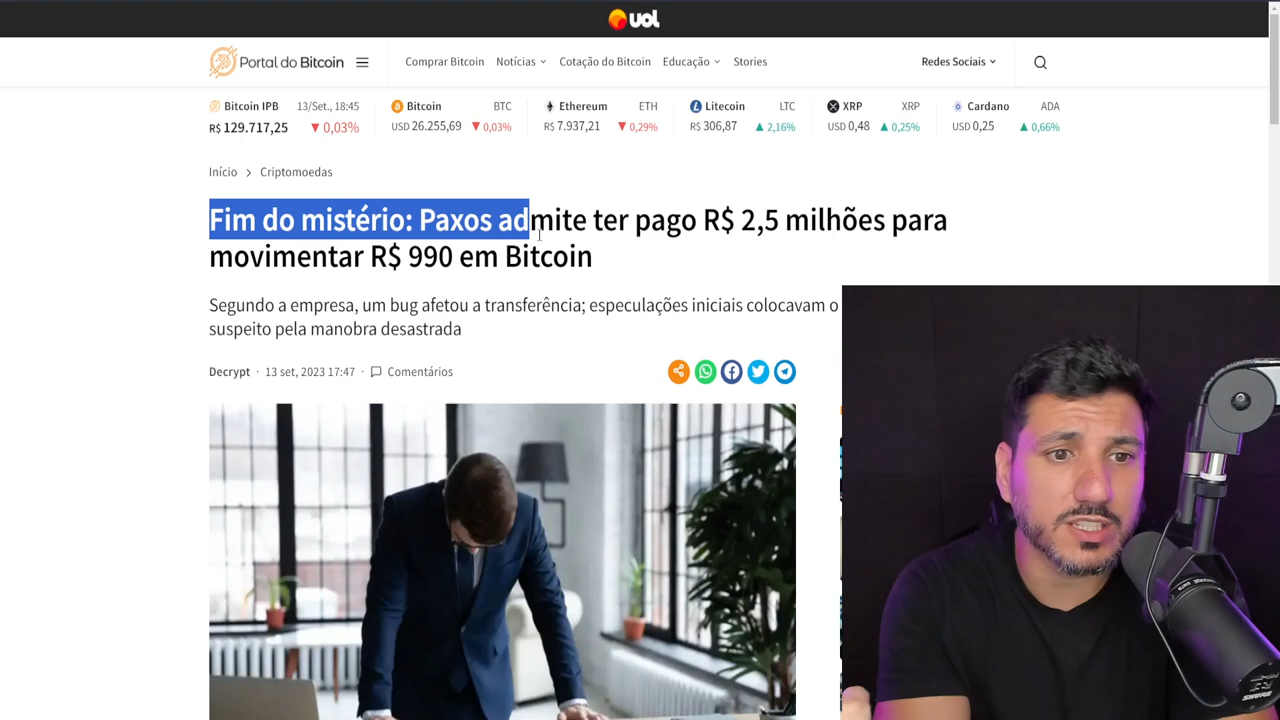 uol
Portal do Bitcoin Comprar Bitcoin Notícias Cotação do Bitcoin Educação Stories Redes Sociais
Bitcoin IPB 13/Set., 18:45 Bitcoin BTC Ethereum ETH Litecoin LTC XRP XRP Cardano ADA
R$ 129.717,25 ▼ 0,03% USD 26.255,69 ▼ 0,03% R$ 7.937,21 ▼ 0,29% R$ 306,87 ▲ 2,16% USD 0,48 ▲ 0,25% USD 0,25 ▲ 0,66%
Início > Criptomoedas
Fim do mistério: Paxos admite ter pago R$ 2,5 milhões para
movimentar R$ 990 em Bitcoin
Segundo a empresa, um bug afetou a transferência; especulações iniciais colocavam o
suspeito pela manobra desastrada
Decrypt · 13 set, 2023 17:47 · Comentários
SHURE